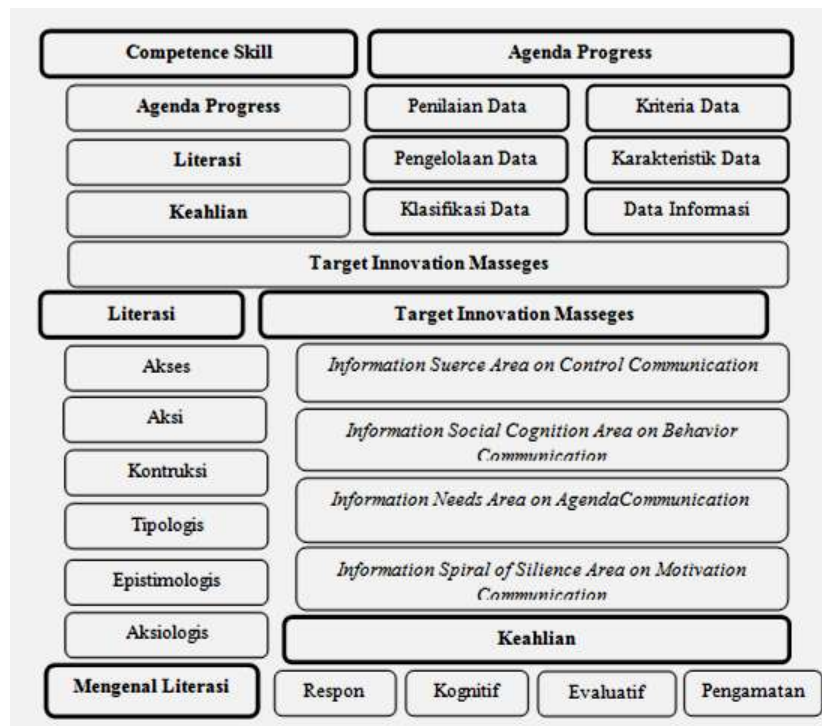 Competence Skill
Agenda Progress
Agenda Progress
Penilaian Data
Kriteria Data
Literasi
Pengelolaan Data
Karakteristik Data
Keahlian
Klasifikasi Data
Data Informasi
Target Innovation Masseges
Literasi
Target Innovation Masseges
Akses
Information Suerce Area on Control Communication
Aksi
Information Social Cognition Area on Behavior
Communication
Kontruksi
Information Needs Area on AgendaCommunication
Tipologis
Epistimologis
Information Spiral of Silience Area on Motivation
Communication
Aksiologis
Keahlian
Mengenal Literasi
Respon
Kognitif
Evaluatif
Pengamatan